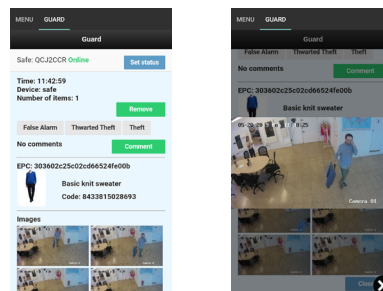 MENU GUARD
Guard
Safe: QCJ2CCR Online
Set status
Time: 11:42:59
Device: safe
Number of items: 1
Remove
False Alarm Thwarted Theft Theft
No comments
Comment
EPC: 303602c25c02cd66524fe00b
Basic knit sweater
Code: 8433815028693
Images
MENU GUARD
Guard
False Alarm Thwarted Theft Theft
No comments
Comment
EPC: 303602c25c02cd66524fe00b
Basic knit sweater
Camera 01
Close